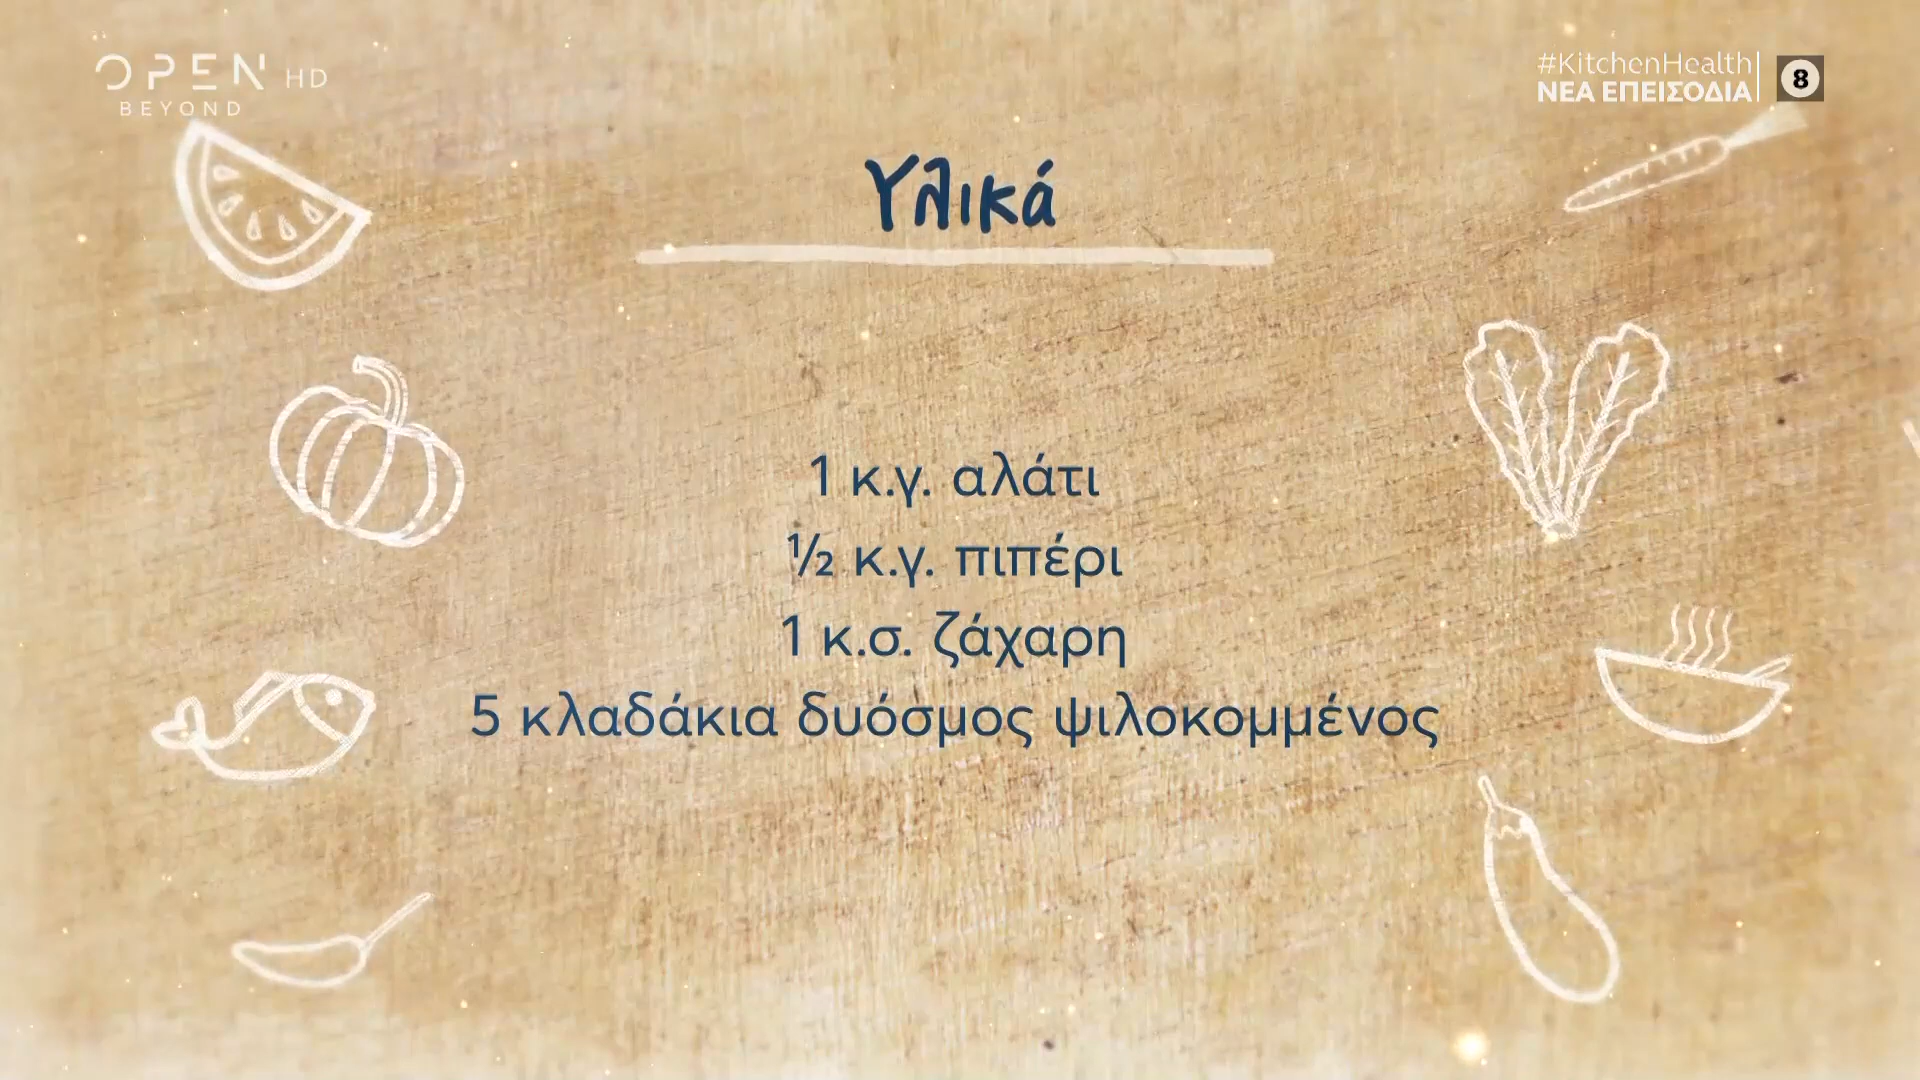 OPEN HD
BEYOND
#KitchenHealth
ΝΕΑ ΕΠΕΙΣΟΔΙΑ
8
Υλικά
1 κ.γ. αλάτι
½ κ.γ. πιπέρι
1 κ.σ. ζάχαρη
5 κλαδάκια δυόσμος ψιλοκομμένος